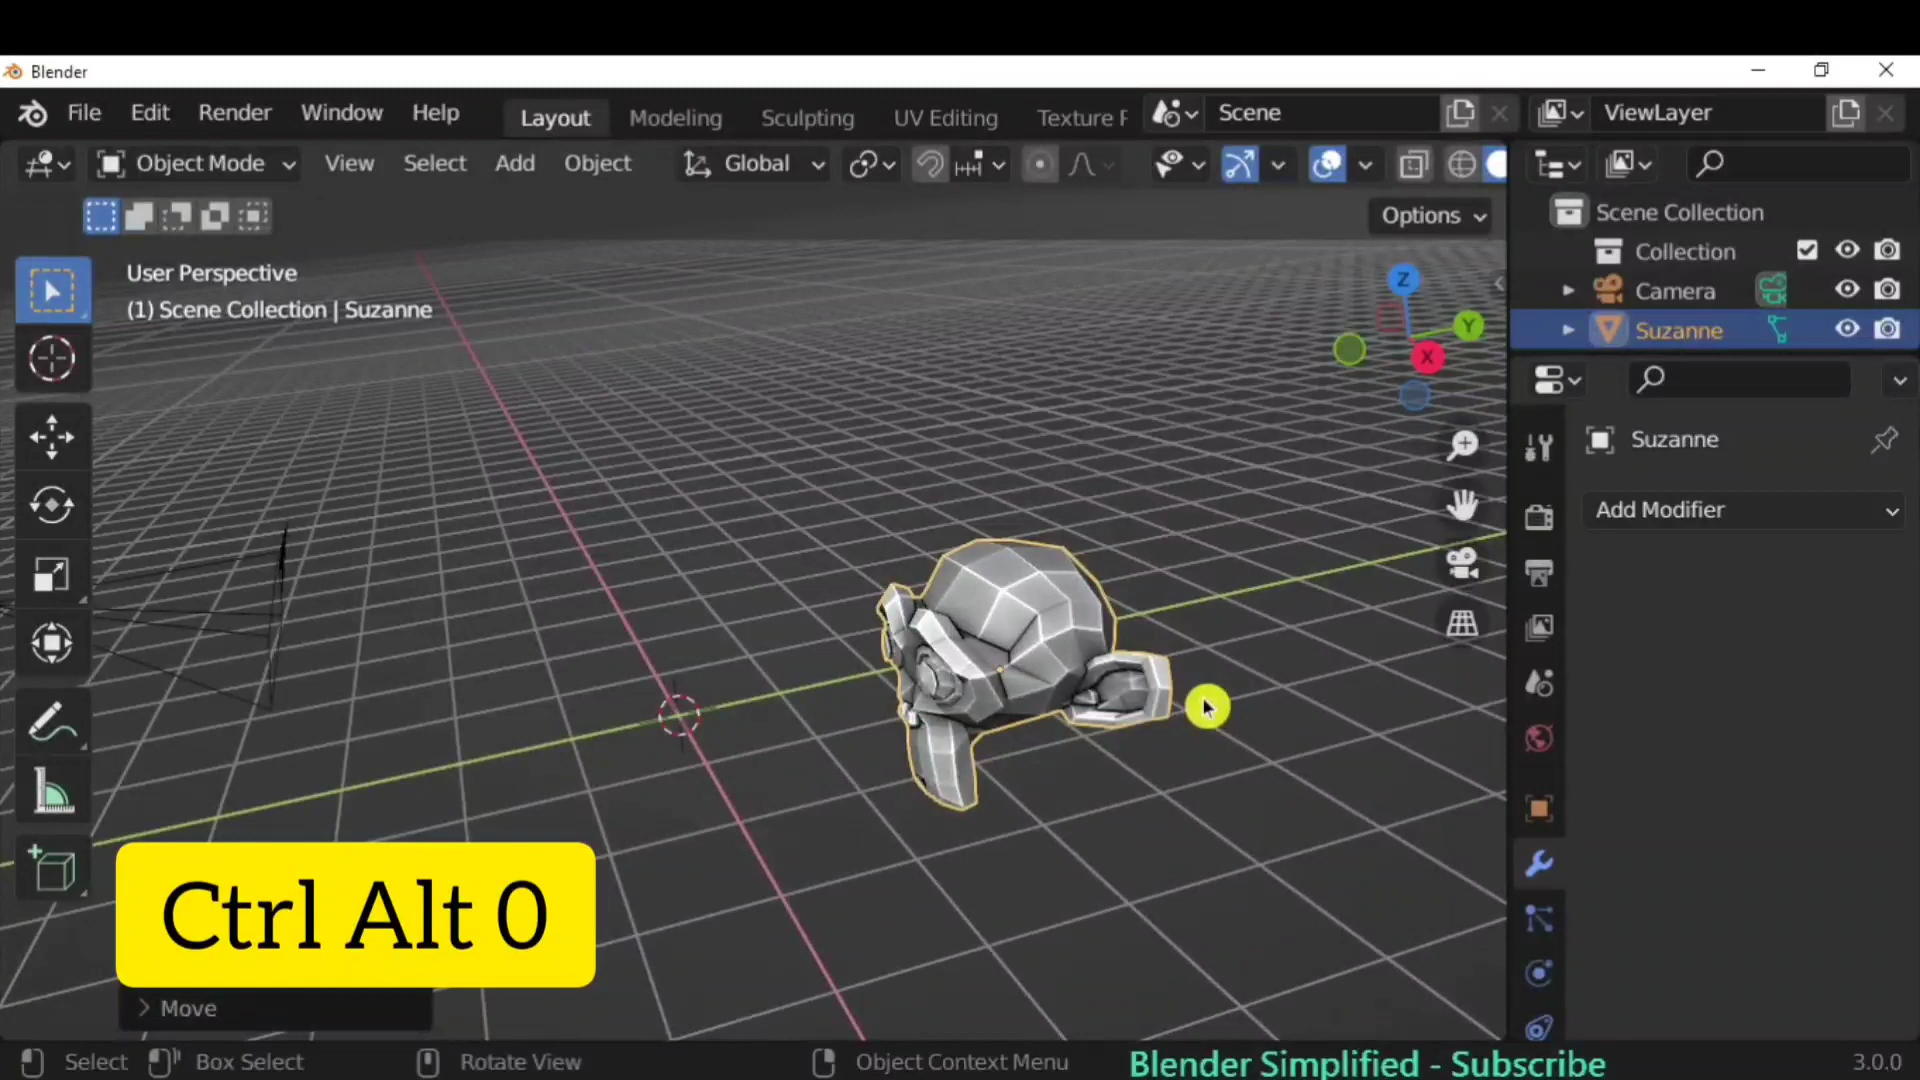 Blender
File Edit Render Window Help Layout Modeling Sculpting UV Editing Texture P Scene ViewLayer
Object Mode View Select Add Object Global
Options
User Perspective
(1) Scene Collection | Suzanne
Z
Y
X
Scene Collection
Collection
Camera
Suzanne
Suzanne
Add Modifier
Ctrl Alt 0
Move
Select Box Select Rotate View Object Context Menu Blender Simplified - Subscribe 3.0.0